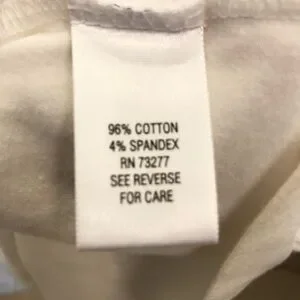 96% COTTON
4% SPANDEX
RN 73277
SEE REVERSE
FOR CARE